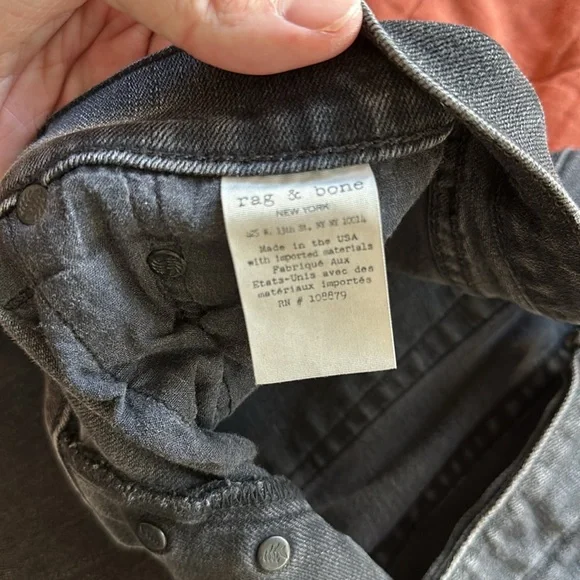 rag & bone
NEW YORK
425 W. 13th St. NY NY 10014
Made in the USA
with imported materials
Fabriqué Aux
Etats-Unis avec des
matériaux importés
RN # 108879